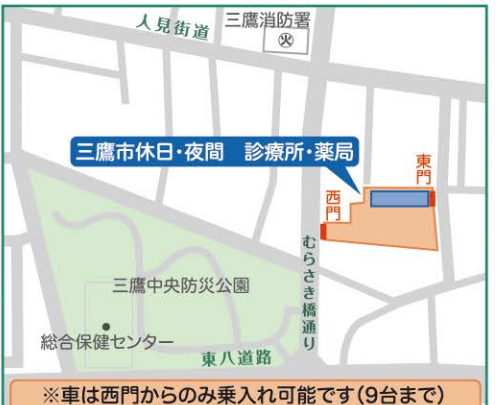 人見街道
三鷹消防署
三鷹市休日・夜間 診療所・薬局
東門
西門
むらさき橋通り
三鷹中央防災公園
総合保健センター
東八道路
※車は西門からのみ乗入れ可能です(9台まで)